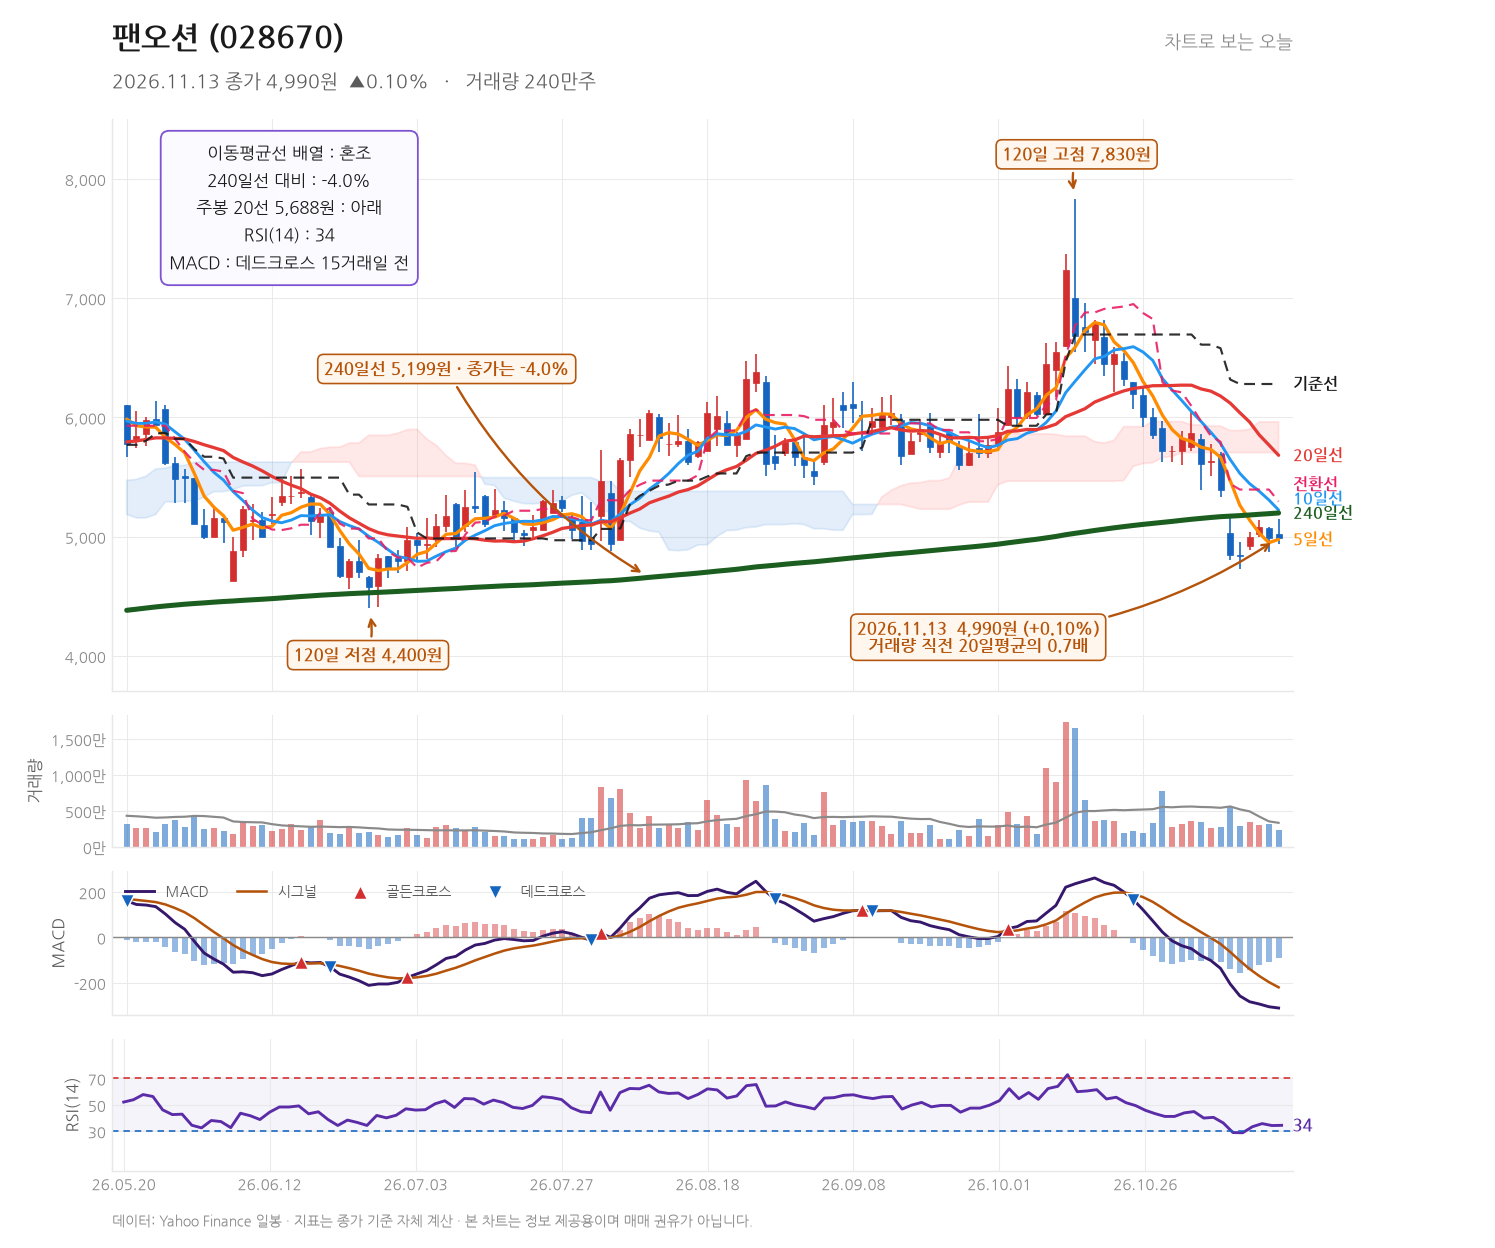 팬오션 (028670)
차트로 보는 오늘
2026.11.13 종가 4,990원 ▲0.10% · 거래량 240만주
이동평균선 배열 : 혼조
240일선 대비 : -4.0%
주봉 20선 5,688원 : 아래
RSI(14) : 34
MACD : 데드크로스 15거래일 전
120일 고점 7,830원
240일선 5,199원 · 종가는 -4.0%
120일 저점 4,400원
2026.11.13 4,990원 (+0.10%)
거래량 직전 20일평균의 0.7배
8,000
7,000
6,000
5,000
4,000
기준선
20일선
전환선
10일선
240일선
5일선
거래량
1,500만
1,000만
500만
0만
MACD
MACD 시그널 골든크로스 데드크로스
200
0
-200
RSI(14)
70
50
30
34
26.05.20 26.06.12 26.07.03 26.07.27 26.08.18 26.09.08 26.10.01 26.10.26
데이터: Yahoo Finance 일봉 · 지표는 종가 기준 자체 계산 · 본 차트는 정보 제공용이며 매매 권유가 아닙니다.